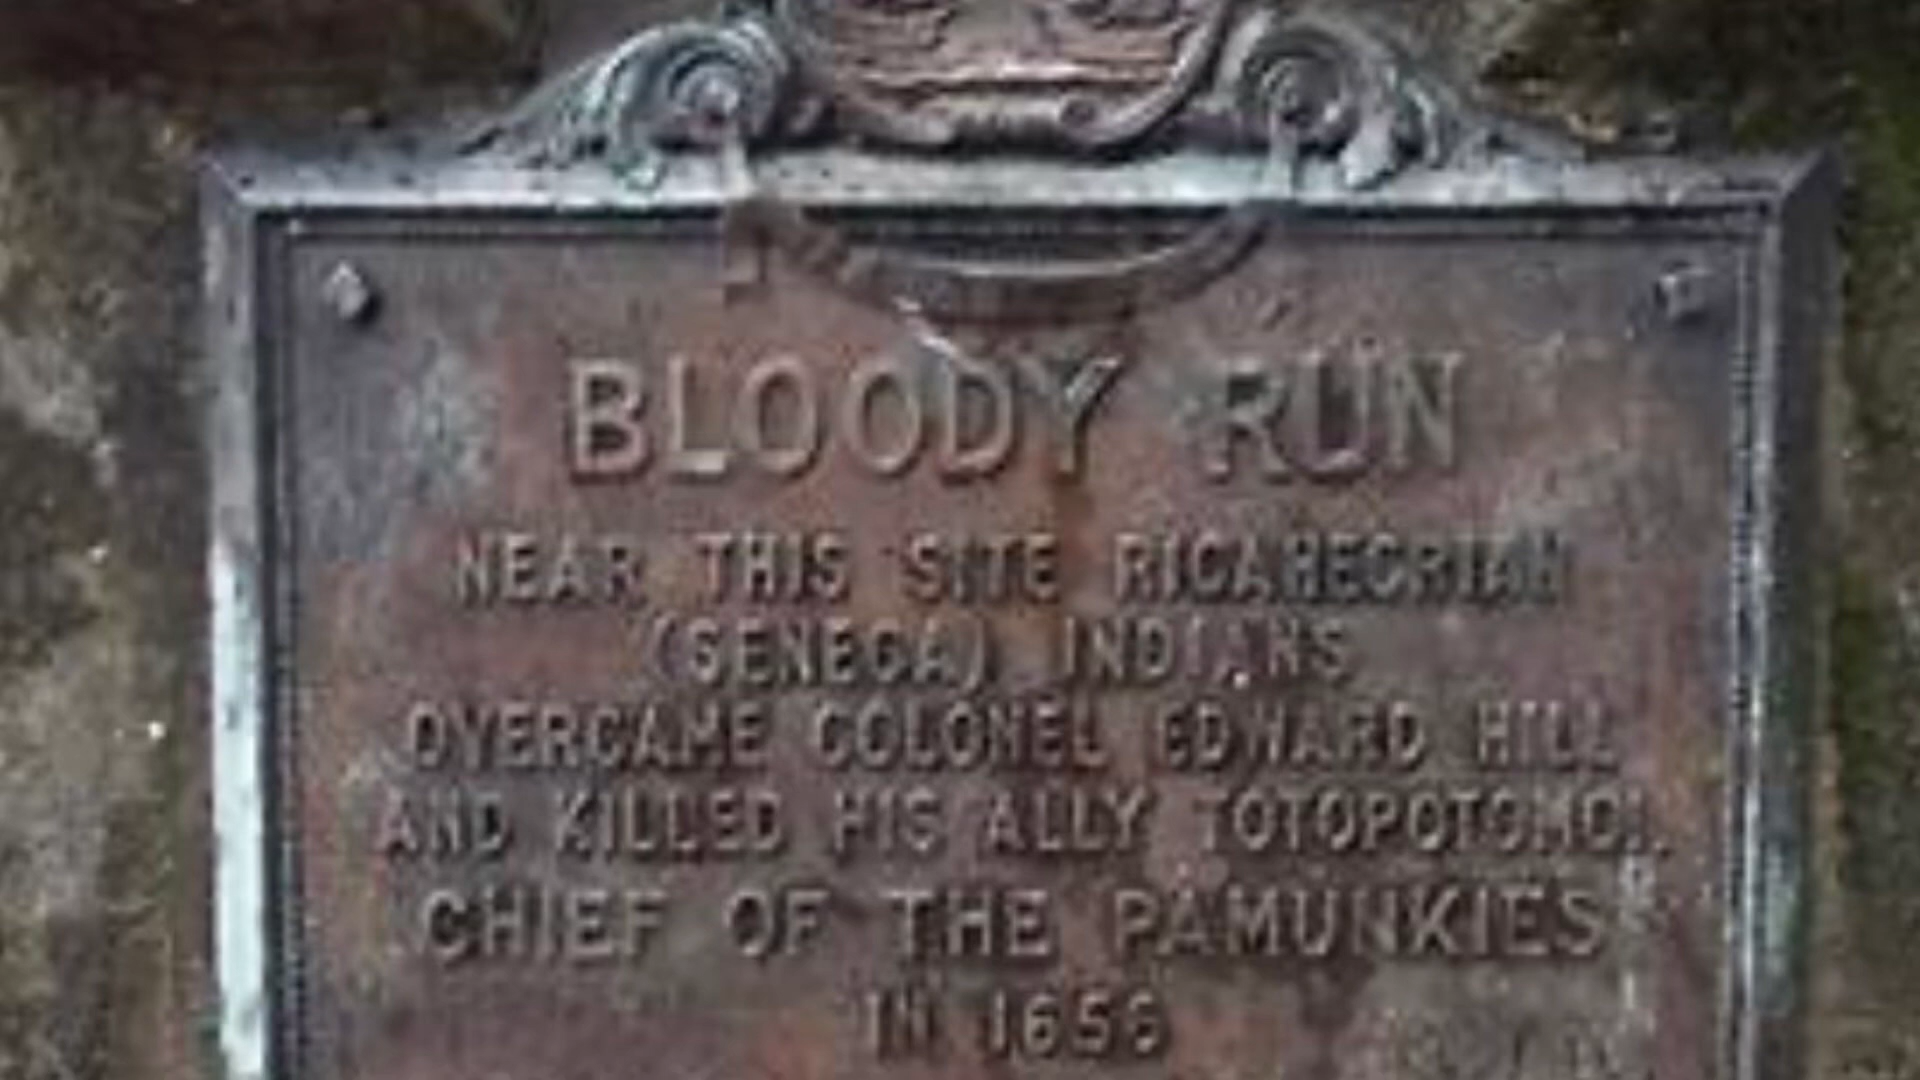 BLOODY RUN
NEAR THIS SITE RICAHECRIAN
(SENECA) INDIANS
OVERCAME COLONEL EDWARD HILL
AND KILLED HIS ALLY TOTOPOTOMOI,
CHIEF OF THE PAMUNKIES
IN 1656